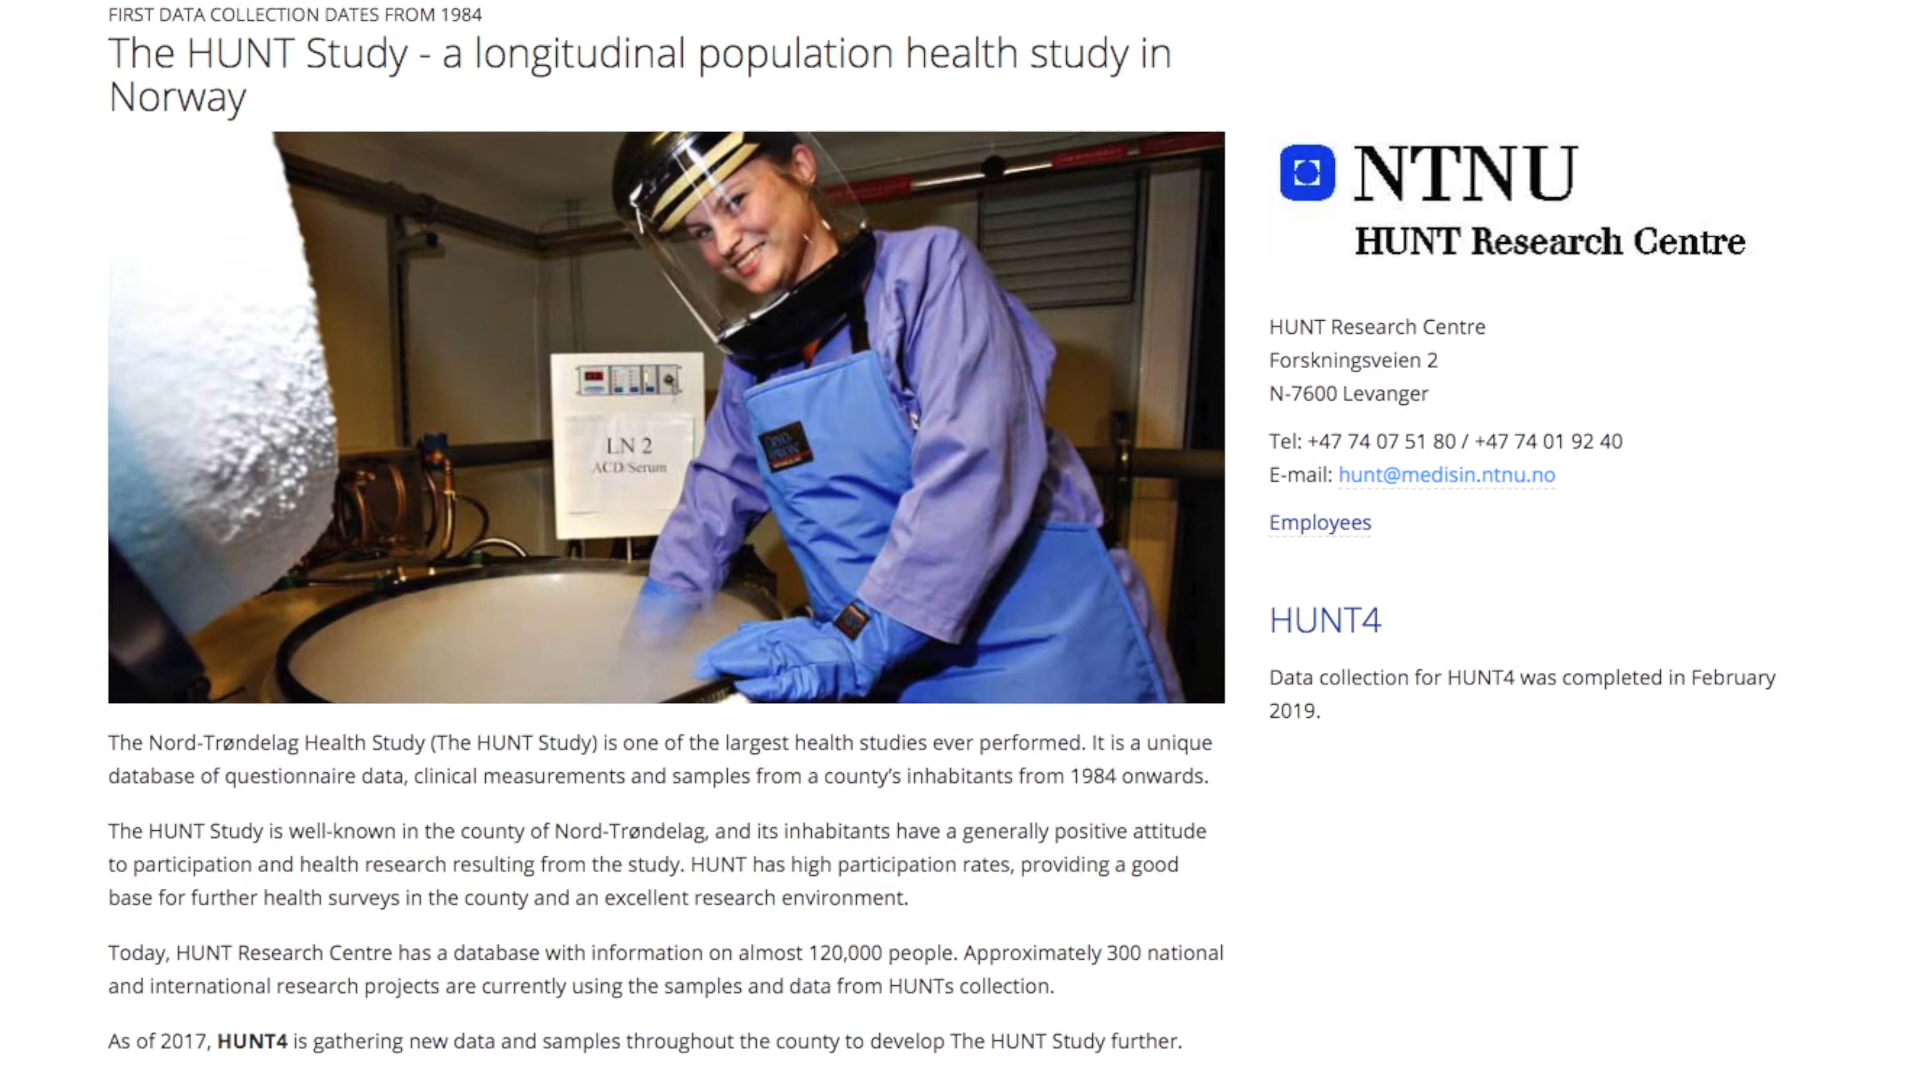 FIRST DATA COLLECTION DATES FROM 1984
The HUNT Study - a longitudinal population health study in
Norway
LN 2
ACD/Serum
The Nord-Trøndelag Health Study (The HUNT Study) is one of the largest health studies ever performed. It is a unique
database of questionnaire data, clinical measurements and samples from a county's inhabitants from 1984 onwards.
The HUNT Study is well-known in the county of Nord-Trøndelag, and its inhabitants have a generally positive attitude
to participation and health research resulting from the study. HUNT has high participation rates, providing a good
base for further health surveys in the county and an excellent research environment.
Today, HUNT Research Centre has a database with information on almost 120,000 people. Approximately 300 national
and international research projects are currently using the samples and data from HUNTs collection.
As of 2017, HUNT4 is gathering new data and samples throughout the county to develop The HUNT Study further.
NTNU
HUNT Research Centre
HUNT Research Centre
Forskningsveien 2
N-7600 Levanger
Tel: +47 74 07 51 80 / +47 74 01 92 40
E-mail: hunt@medisin.ntnu.no
Employees
HUNT4
Data collection for HUNT4 was completed in February
2019.